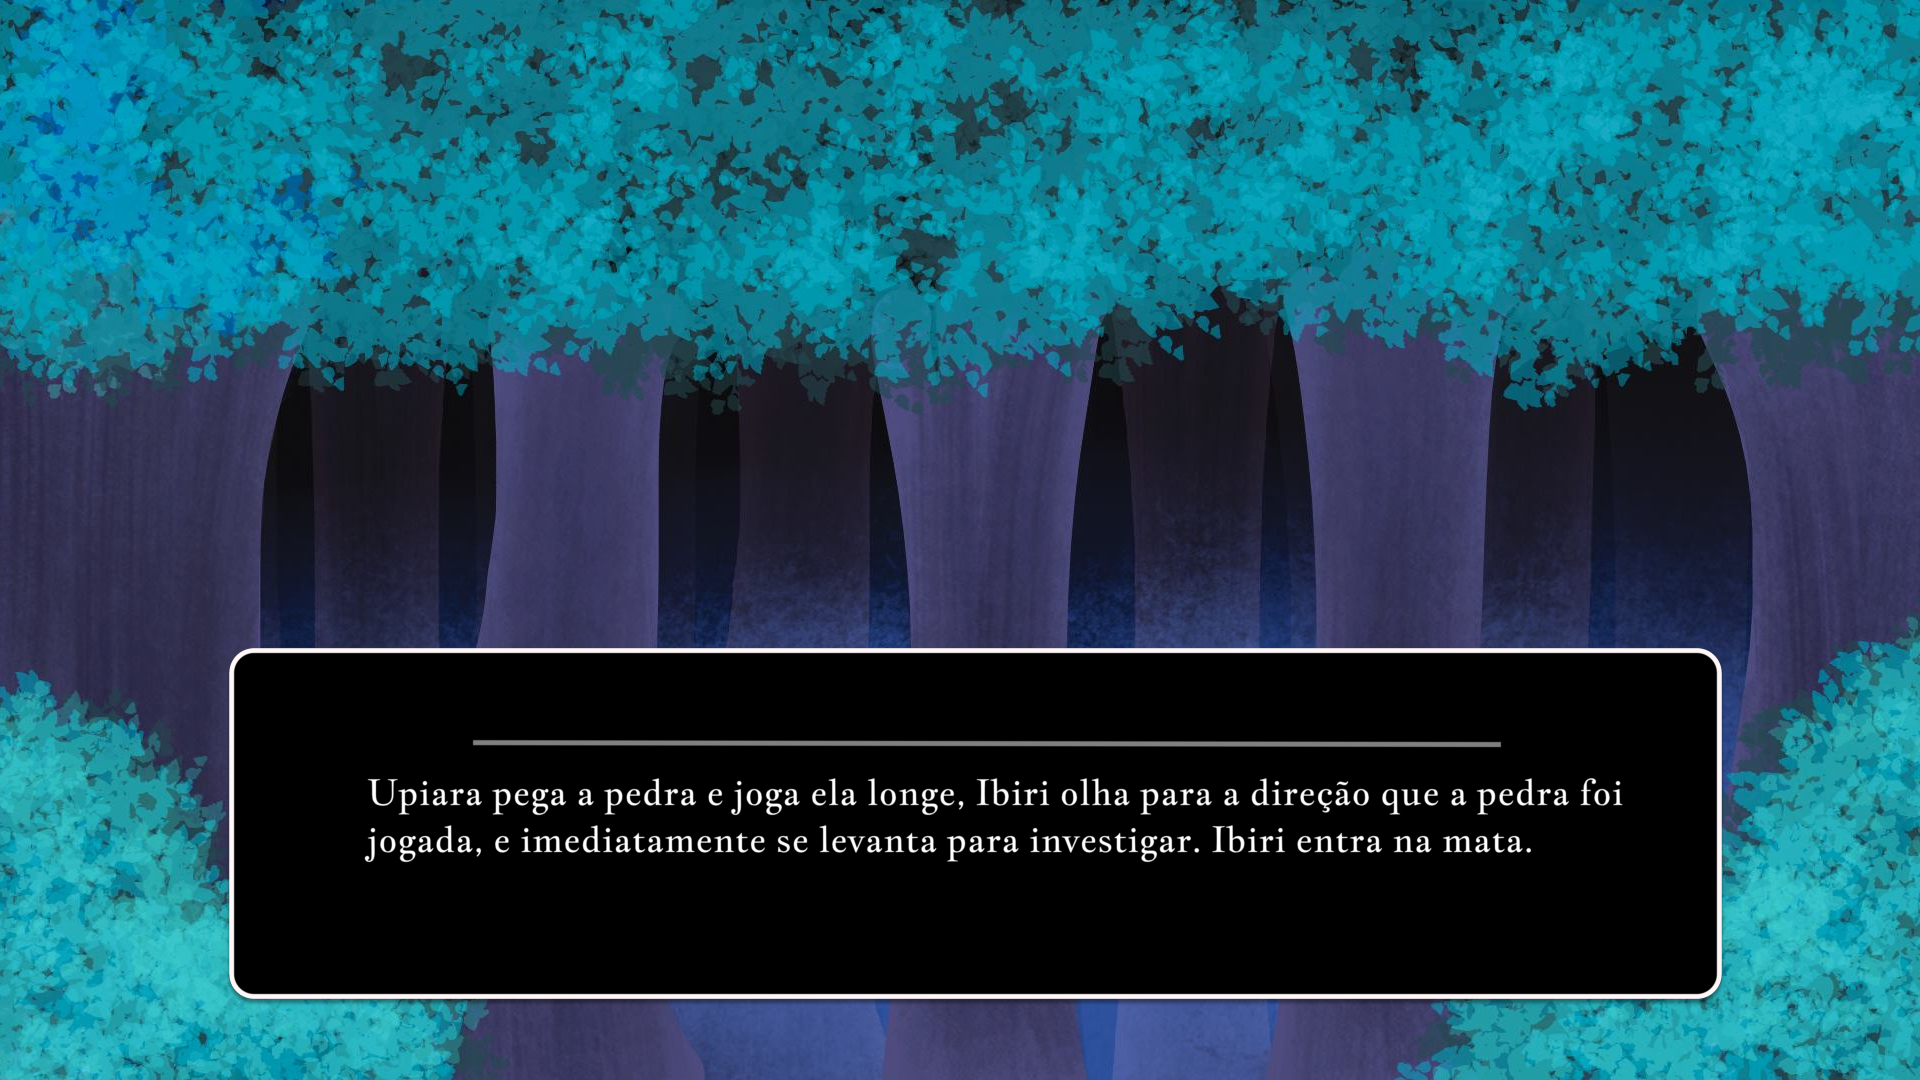 Upiara pega a pedra e joga ela longe, Ibiri olha para a direção que a pedra foi
jogada, e imediatamente se levanta para investigar. Ibiri entra na mata.